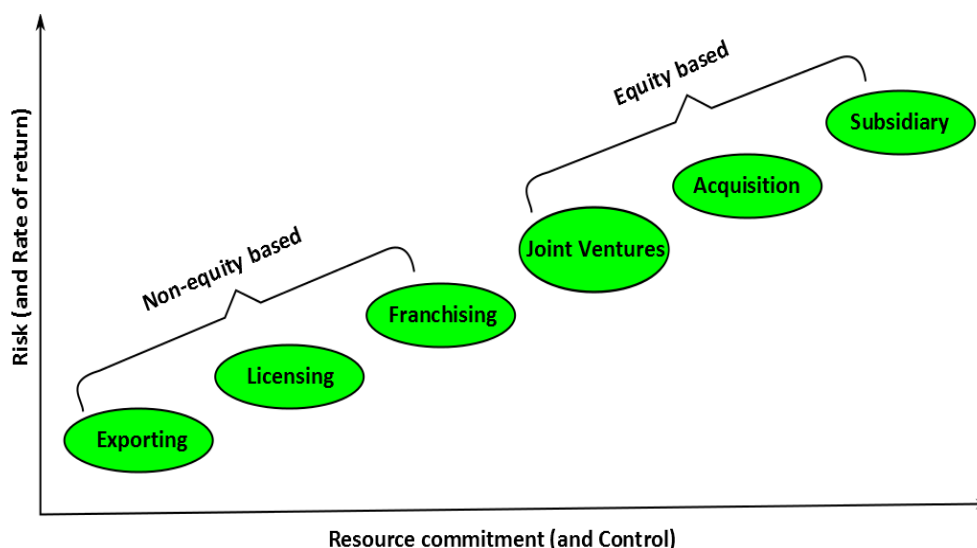 Equity based
Subsidiary
Acquisition
Joint Ventures
Non-equity based
Franchising
Licensing
Exporting
Risk (and Rate of return)
Resource commitment (and Control)